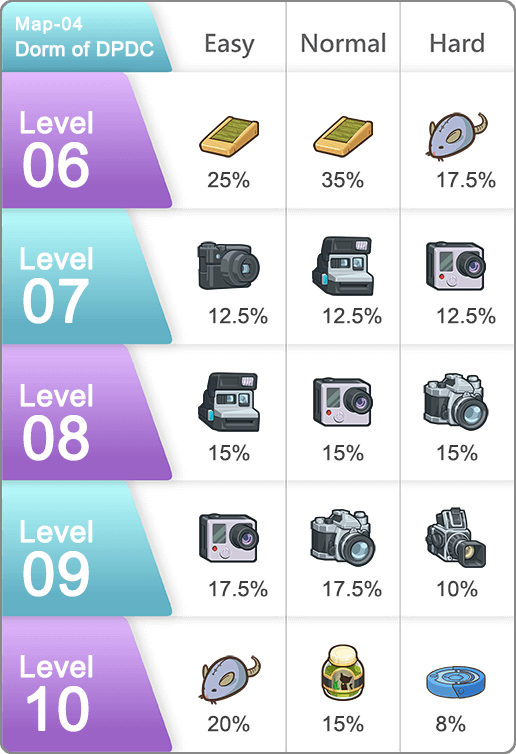 Map-04
Dorm of DPDC
Easy Normal Hard
Level
06
25% 35% 17.5%
Level
07
12.5% 12.5% 12.5%
Level
08
15% 15% 15%
Level
09
17.5% 17.5% 10%
Level
10
20% 15% 8%